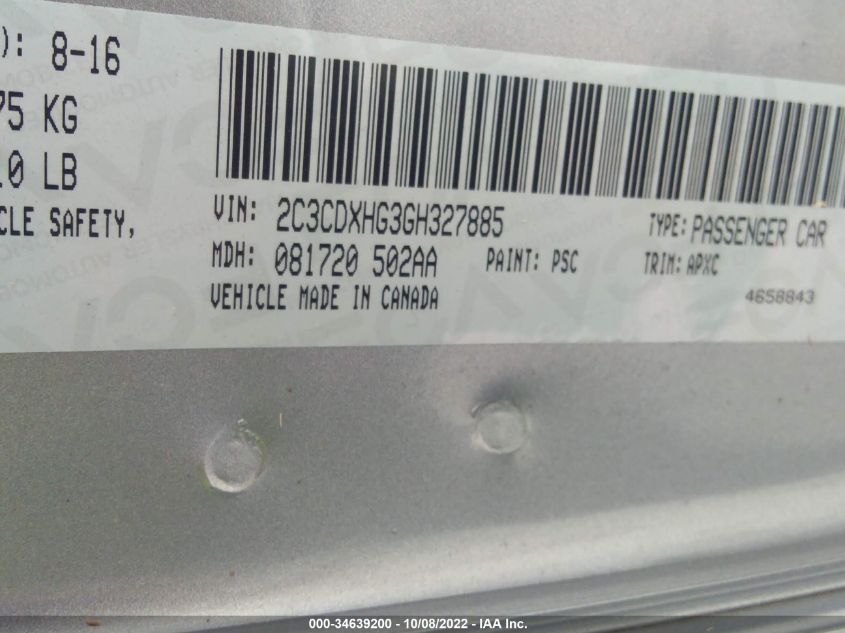 ): 8-16
75 KG
10 LB
CLE SAFETY,
VIN: 2C3CDXHG3GH327885
TYPE: PASSENGER CAR
MDH: 081720 502AA
PAINT: PSC
TRIM: APXC
VEHICLE MADE IN CANADA
4658843
000-34639200 - 10/08/2022 - IAA Inc.